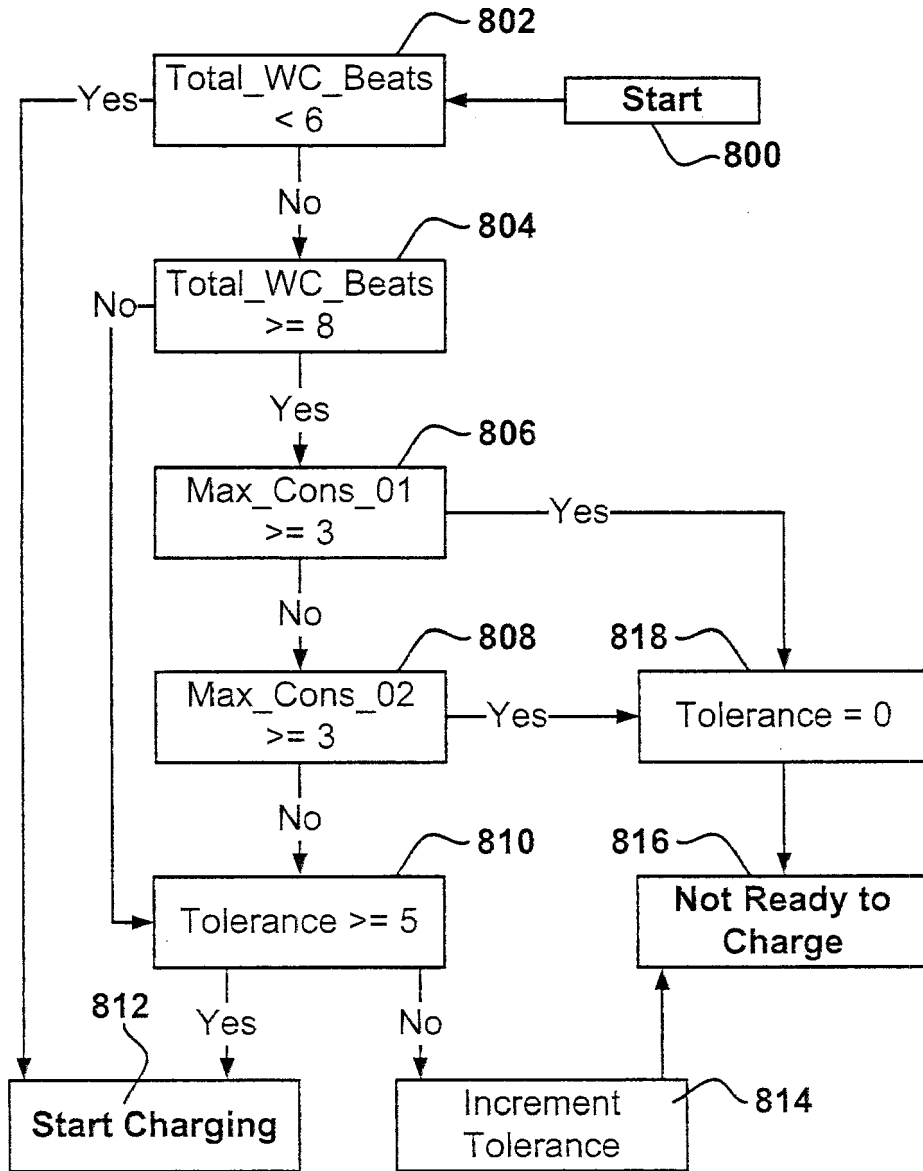 802
Total_WC_Beats
< 6
Yes
Start
800
No
804
Total_WC_Beats
>= 8
No
Yes
806
Max_Cons_01
>= 3
Yes
No
808
818
Max_Cons_02
>= 3
Yes
Tolerance = 0
No
810
816
Tolerance >= 5
Not Ready to
Charge
812
Yes
No
Start Charging
Increment
Tolerance
814